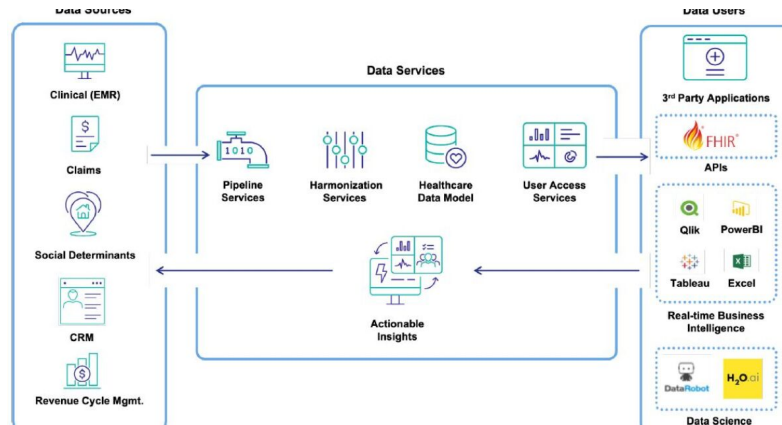 Data Sources
Clinical (EMR)
$
Claims
Social Determinants
CRM
$
Revenue Cycle Mgmt.
Data Services
1010
Pipeline
Services
Harmonization
Services
Healthcare
Data Model
User Access
Services
Actionable
Insights
Data Users
3rd Party Applications
FHIR®
APIs
Qlik
PowerBI
Tableau
Excel
Real-time Business
Intelligence
DataRobot
H2O.ai
Data Science